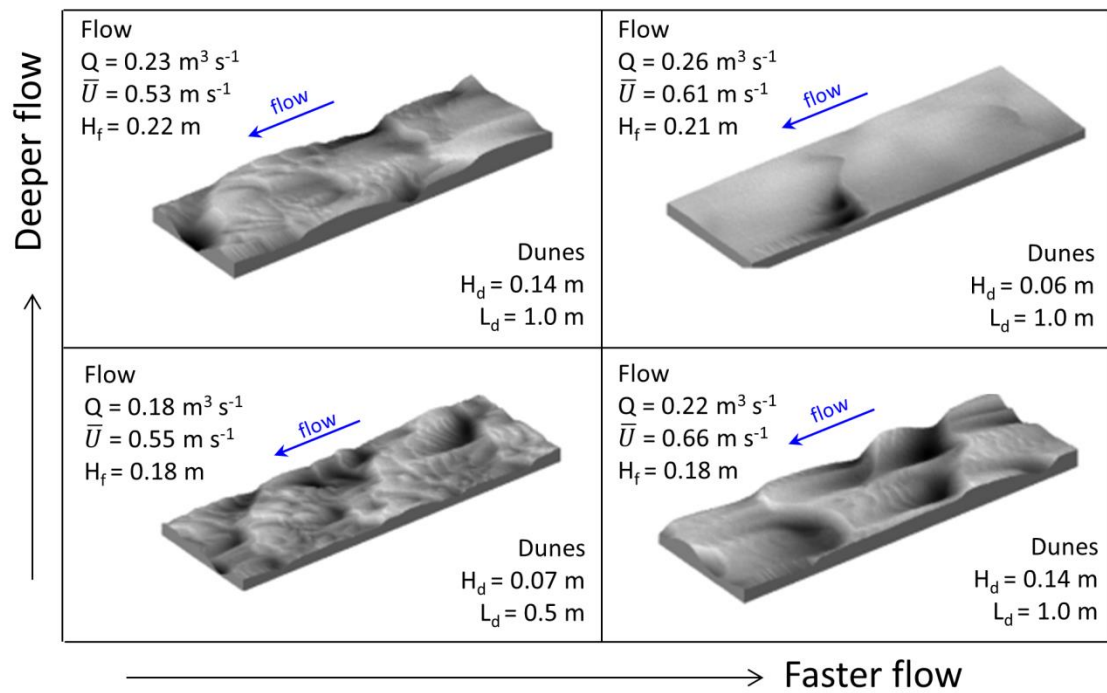 Flow
Q = 0.23 m³ s⁻¹
U̅ = 0.53 m s⁻¹
H_f = 0.22 m
flow
Dunes
H_d = 0.14 m
L_d = 1.0 m
Flow
Q = 0.26 m³ s⁻¹
U̅ = 0.61 m s⁻¹
H_f = 0.21 m
flow
Dunes
H_d = 0.06 m
L_d = 1.0 m
Deeper flow
Flow
Q = 0.18 m³ s⁻¹
U̅ = 0.55 m s⁻¹
H_f = 0.18 m
flow
Dunes
H_d = 0.07 m
L_d = 0.5 m
Flow
Q = 0.22 m³ s⁻¹
U̅ = 0.66 m s⁻¹
H_f = 0.18 m
flow
Dunes
H_d = 0.14 m
L_d = 1.0 m
Faster flow